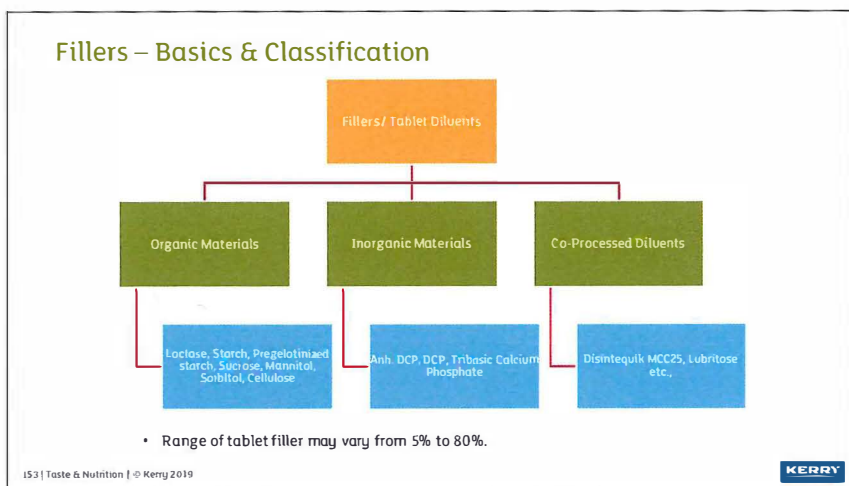 Fillers – Basics & Classification
Fillers/ Tablet Diluents
Organic Materials
Inorganic Materials
Co-Processed Diluents
Lactose, Starch, Pregelotinized
starch, Sucrose, Mannitol,
Sorbitol, Cellulose
Anh. DCP, DCP, Tribasic Calcium
Phosphate
Disintequik MCC25, Lubritose
etc.,
• Range of tablet filler may vary from 5% to 80%.
153 | Taste & Nutrition | © Kerry 2019
KERRY